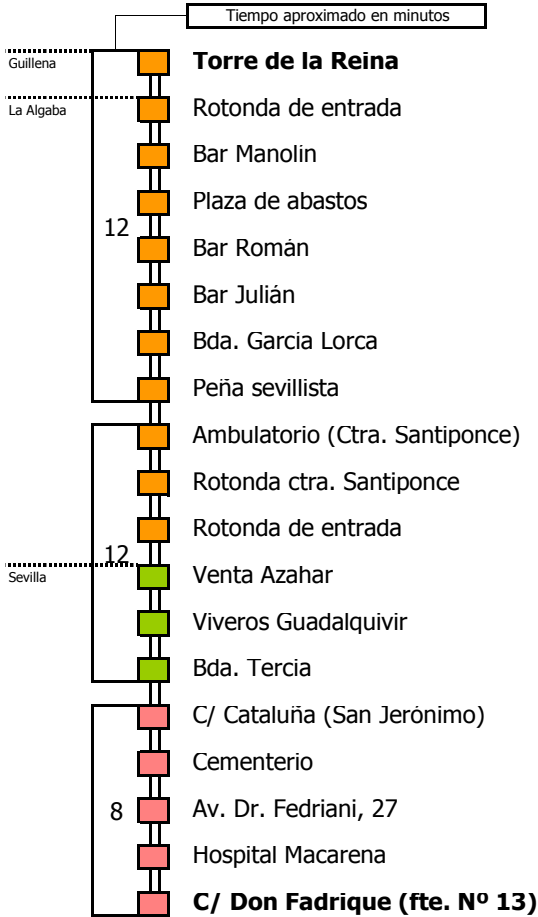 Tiempo aproximado en minutos
Guillena
Torre de la Reina
La Algaba
Rotonda de entrada
Bar Manolin
Plaza de abastos
12
Bar Román
Bar Julián
Bda. García Lorca
Peña sevillista
Ambulatorio (Ctra. Santiponce)
Rotonda ctra. Santiponce
Rotonda de entrada
12
Sevilla
Venta Azahar
Viveros Guadalquivir
Bda. Tercia
C/ Cataluña (San Jerónimo)
Cementerio
8
Av. Dr. Fedriani, 27
Hospital Macarena
C/ Don Fadrique (fte. Nº 13)